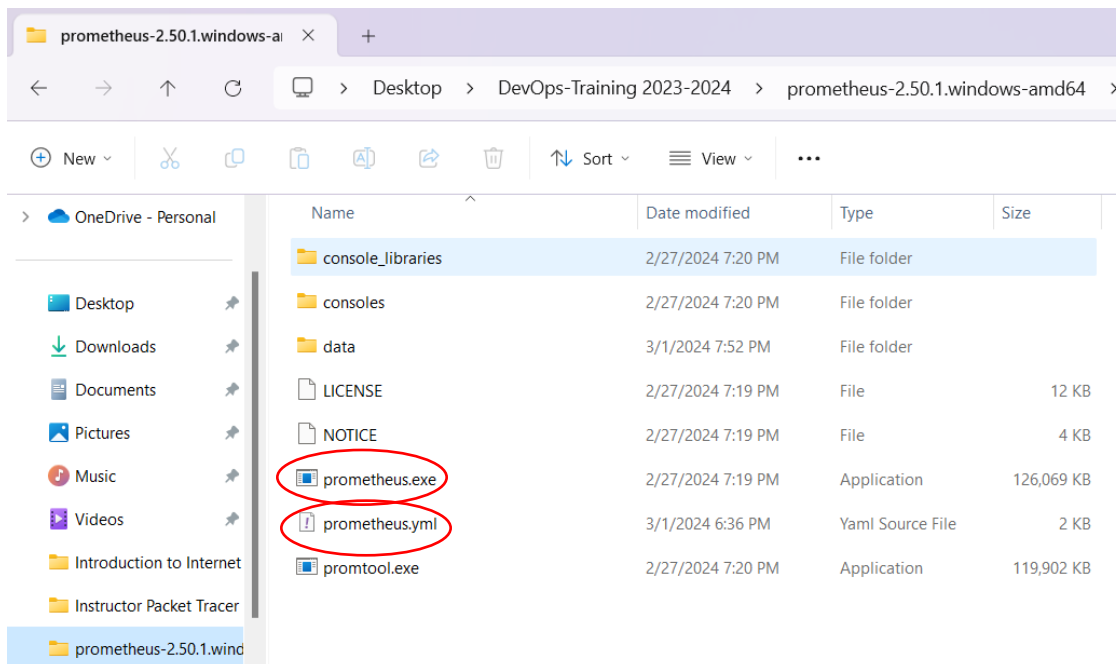 prometheus-2.50.1.windows-a
Desktop > DevOps-Training 2023-2024 > prometheus-2.50.1.windows-amd64 >
New Sort View ...
OneDrive - Personal
Desktop
Downloads
Documents
Pictures
Music
Videos
Introduction to Internet
Instructor Packet Tracer
prometheus-2.50.1.wind
Name Date modified Type Size
console_libraries 2/27/2024 7:20 PM File folder
consoles 2/27/2024 7:20 PM File folder
data 3/1/2024 7:52 PM File folder
LICENSE 2/27/2024 7:19 PM File 12 KB
NOTICE 2/27/2024 7:19 PM File 4 KB
prometheus.exe 2/27/2024 7:19 PM Application 126,069 KB
prometheus.yml 3/1/2024 6:36 PM Yaml Source File 2 KB
promtool.exe 2/27/2024 7:20 PM Application 119,902 KB